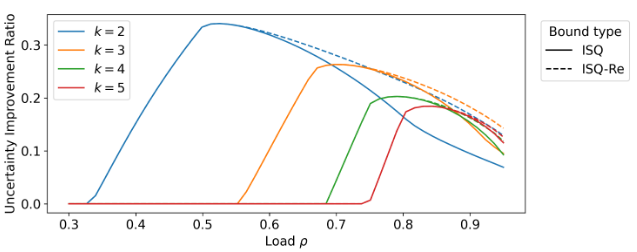 Uncertainty Improvement Ratio
0.3
0.2
0.1
0.0
k = 2
k = 3
k = 4
k = 5
0.3 0.4 0.5 0.6 0.7 0.8 0.9
Load ρ
Bound type
ISQ
ISQ-Re